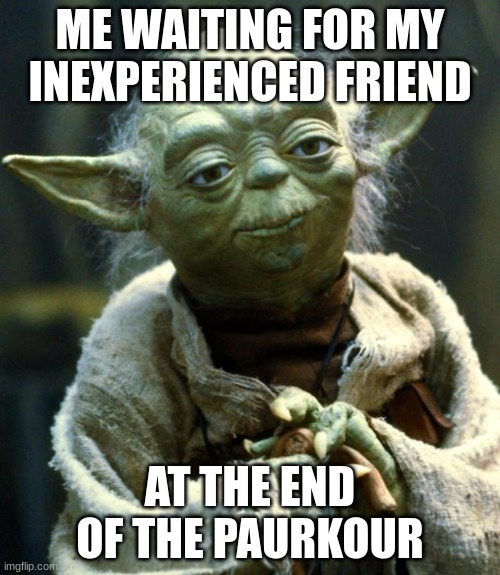 ME WAITING FOR MY
INEXPERIENCED FRIEND
AT THE END
OF THE PAURKOUR
imgflip.com